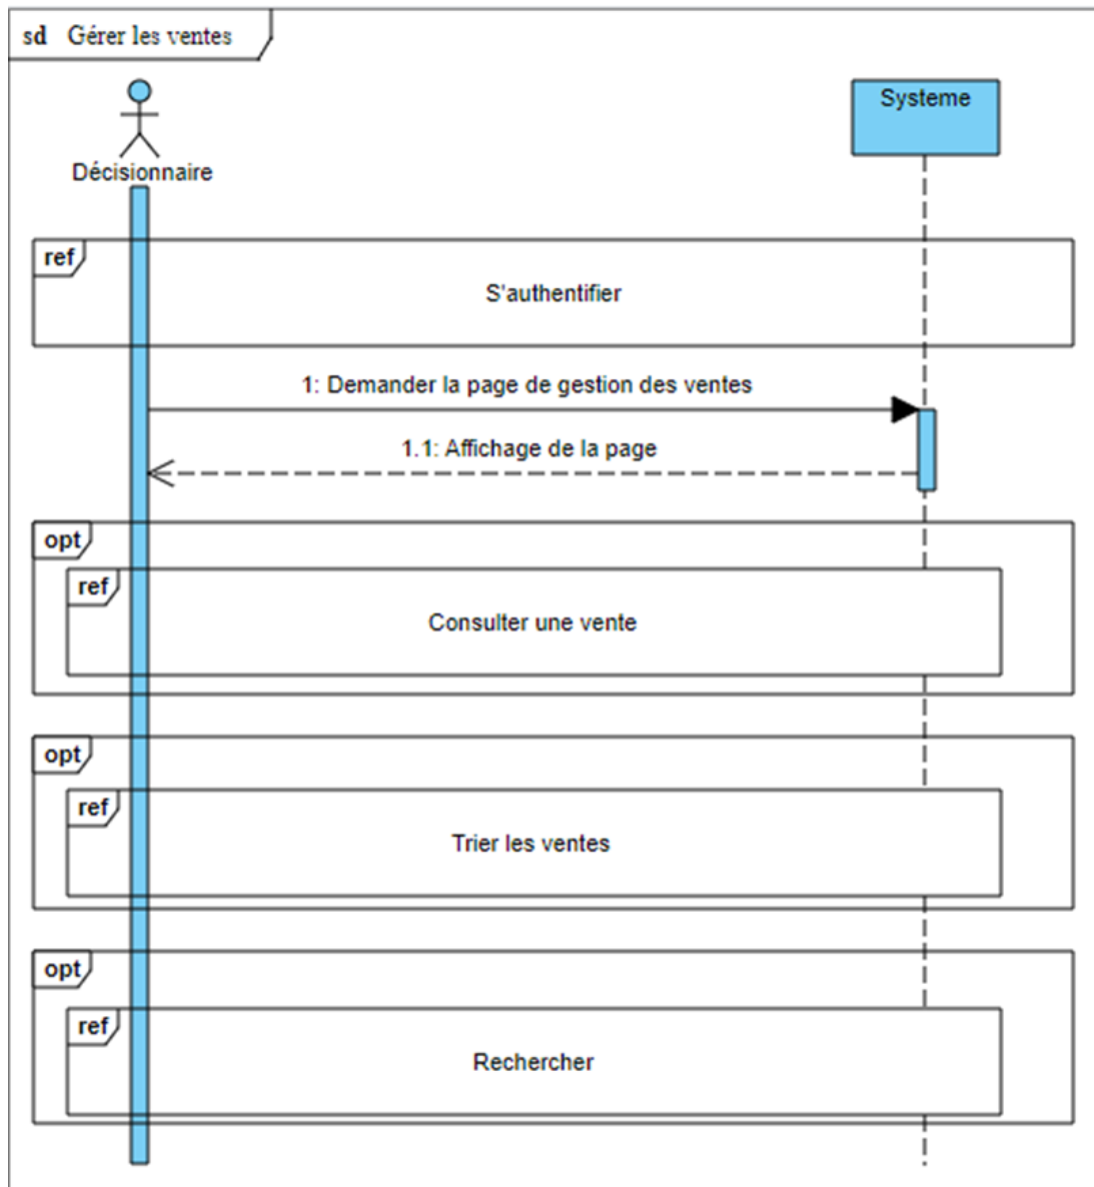 sd Gérer les ventes
Systeme
Décisionnaire
ref
S'authentifier
1: Demander la page de gestion des ventes
1.1: Affichage de la page
opt
ref
Consulter une vente
opt
ref
Trier les ventes
opt
ref
Rechercher